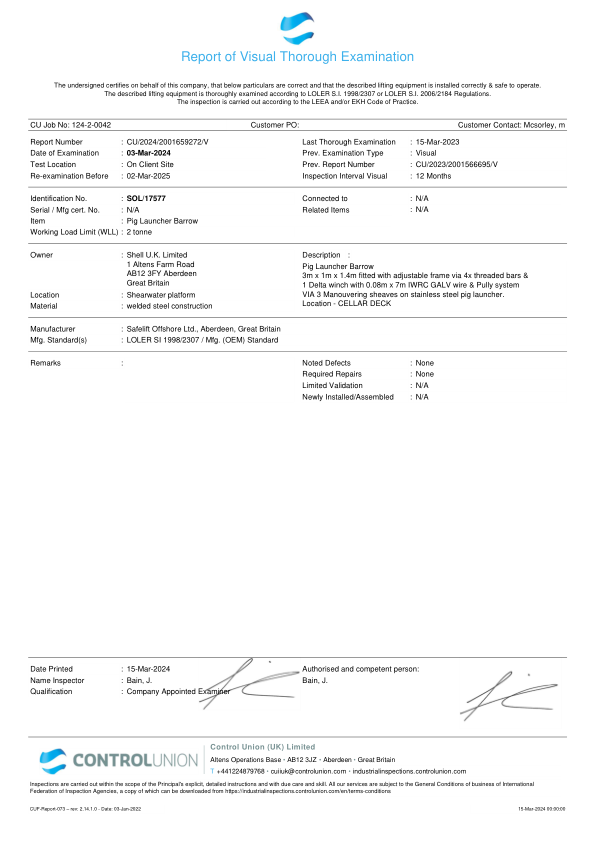 Report of Visual Thorough Examination
The undersigned certifies on behalf of this company, that below particulars are correct and that the described lifting equipment is installed correctly & safe to operate.
The described lifting equipment is thoroughly examined according to LOLER S.I. 1998/2307 or LOLER S.I. 2006/2184 Regulations.
The inspection is carried out according to the LEEA and/or EKH Code of Practice.
CU Job No: 124-2-0042 Customer PO: Customer Contact: Mcsorley, m
Report Number : CU/2024/2001659272/V Last Thorough Examination : 15-Mar-2023
Date of Examination : 03-Mar-2024 Prev. Examination Type : Visual
Test Location : On Client Site Prev. Report Number : CU/2023/2001566695/V
Re-examination Before : 02-Mar-2025 Inspection Interval Visual : 12 Months
Identification No. : SOL/17577 Connected to : N/A
Serial / Mfg cert. No. : N/A Related Items : N/A
Item : Pig Launcher Barrow
Working Load Limit (WLL) : 2 tonne
Owner : Shell U.K. Limited Description :
1 Altens Farm Road Pig Launcher Barrow
AB12 3FY Aberdeen 3m x 1m x 1.4m fitted with adjustable frame via 4x threaded bars &
Great Britain 1 Delta winch with 0.08m x 7m IWRC GALV wire & Pully system
Location : Shearwater platform VIA 3 Manouvering sheaves on stainless steel pig launcher.
Material : welded steel construction Location - CELLAR DECK
Manufacturer : Safelift Offshore Ltd., Aberdeen, Great Britain
Mfg. Standard(s) : LOLER SI 1998/2307 / Mfg. (OEM) Standard
Remarks : Noted Defects : None
Required Repairs : None
Limited Validation : N/A
Newly Installed/Assembled : N/A
Date Printed : 15-Mar-2024 Authorised and competent person:
Name Inspector : Bain, J. Bain, J.
Qualification : Company Appointed Examiner
CONTROLUNION
Control Union (UK) Limited
Altens Operations Base · AB12 3JZ · Aberdeen · Great Britain
T +441224879768 · cuiiuk@controlunion.com · industrialinspections.controlunion.com
Inspections are carried out within the scope of the Principal's explicit, detailed instructions and with due care and skill. All our services are subject to the General Conditions of business of International
Federation of Inspection Agencies, a copy of which can be downloaded from https://industrialinspections.controlunion.com/en/terms-conditions
CUF-Report-073 – rev: 2.14.1.0 - Date: 03-Jun-2022 15-Mar-2024 00:00:00